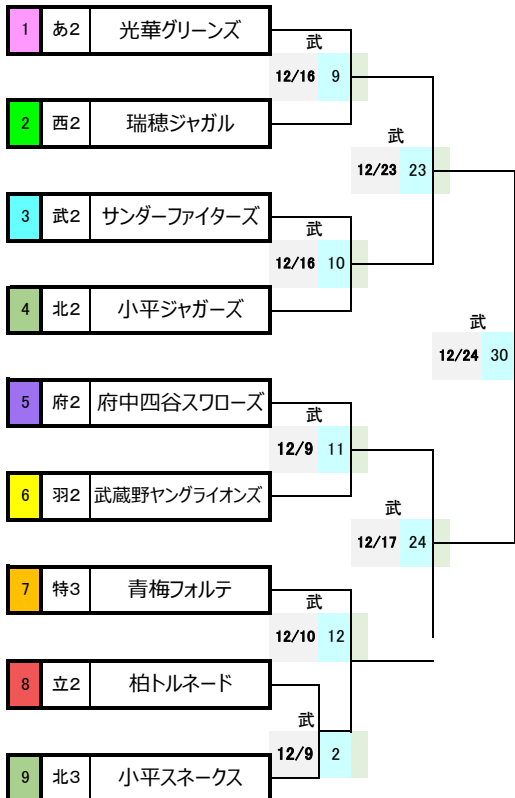 1 あ2 光華グリーンズ
武
12/16 9
2 西2 瑞穂ジャガル
武
12/23 23
3 武2 サンダーファイターズ
武
12/16 10
4 北2 小平ジャガーズ
武
12/24 30
5 府2 府中四谷スワローズ
武
12/9 11
6 羽2 武蔵野ヤングライオンズ
武
12/17 24
7 特3 青梅フォルテ
武
12/10 12
8 立2 柏トルネード
武
12/9 2
9 北3 小平スネークス